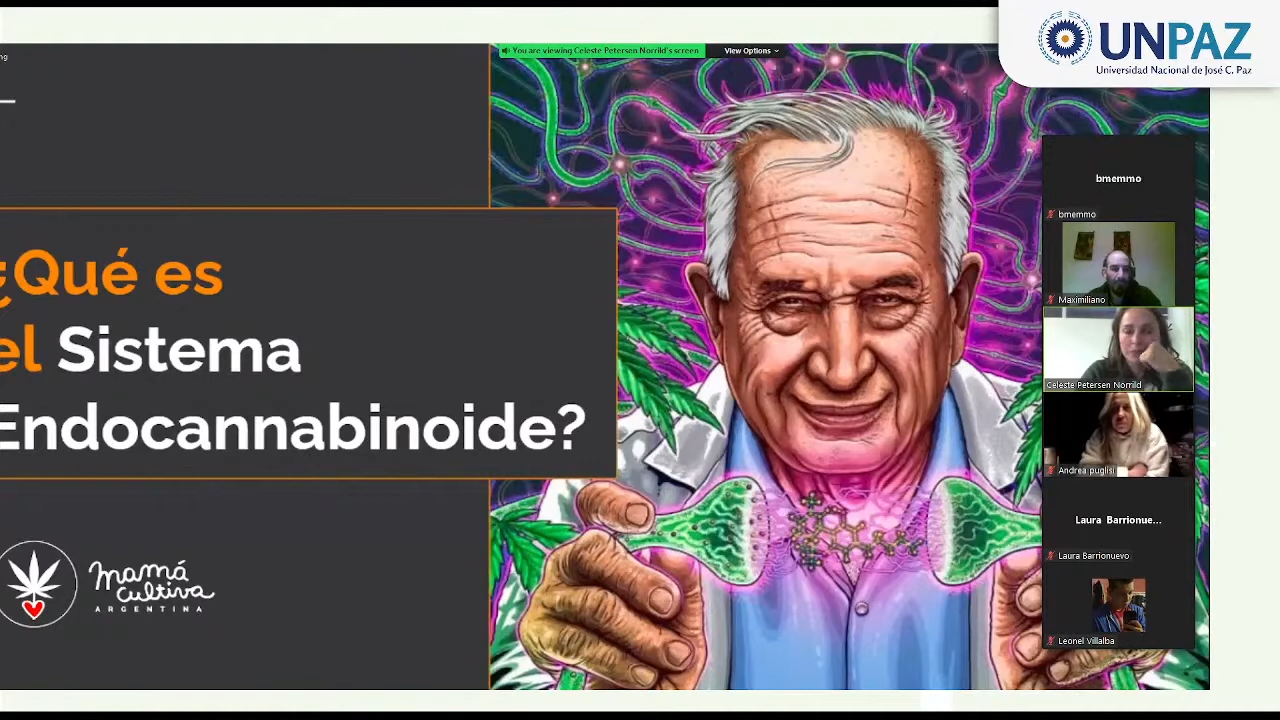 ng
You are viewing Celeste Petersen Norrild's screen
View Options
UNPAZ
Universidad Nacional de José C. Paz
¿Qué es
el Sistema
Endocannabinoide?
mamá
cultiva
ARGENTINA
bmemmo
bmemmo
Maximiliano
Celeste Petersen Norrild
Andrea puglisi
Laura Barrionue...
Laura Barrionuevo
Leonel Villalba